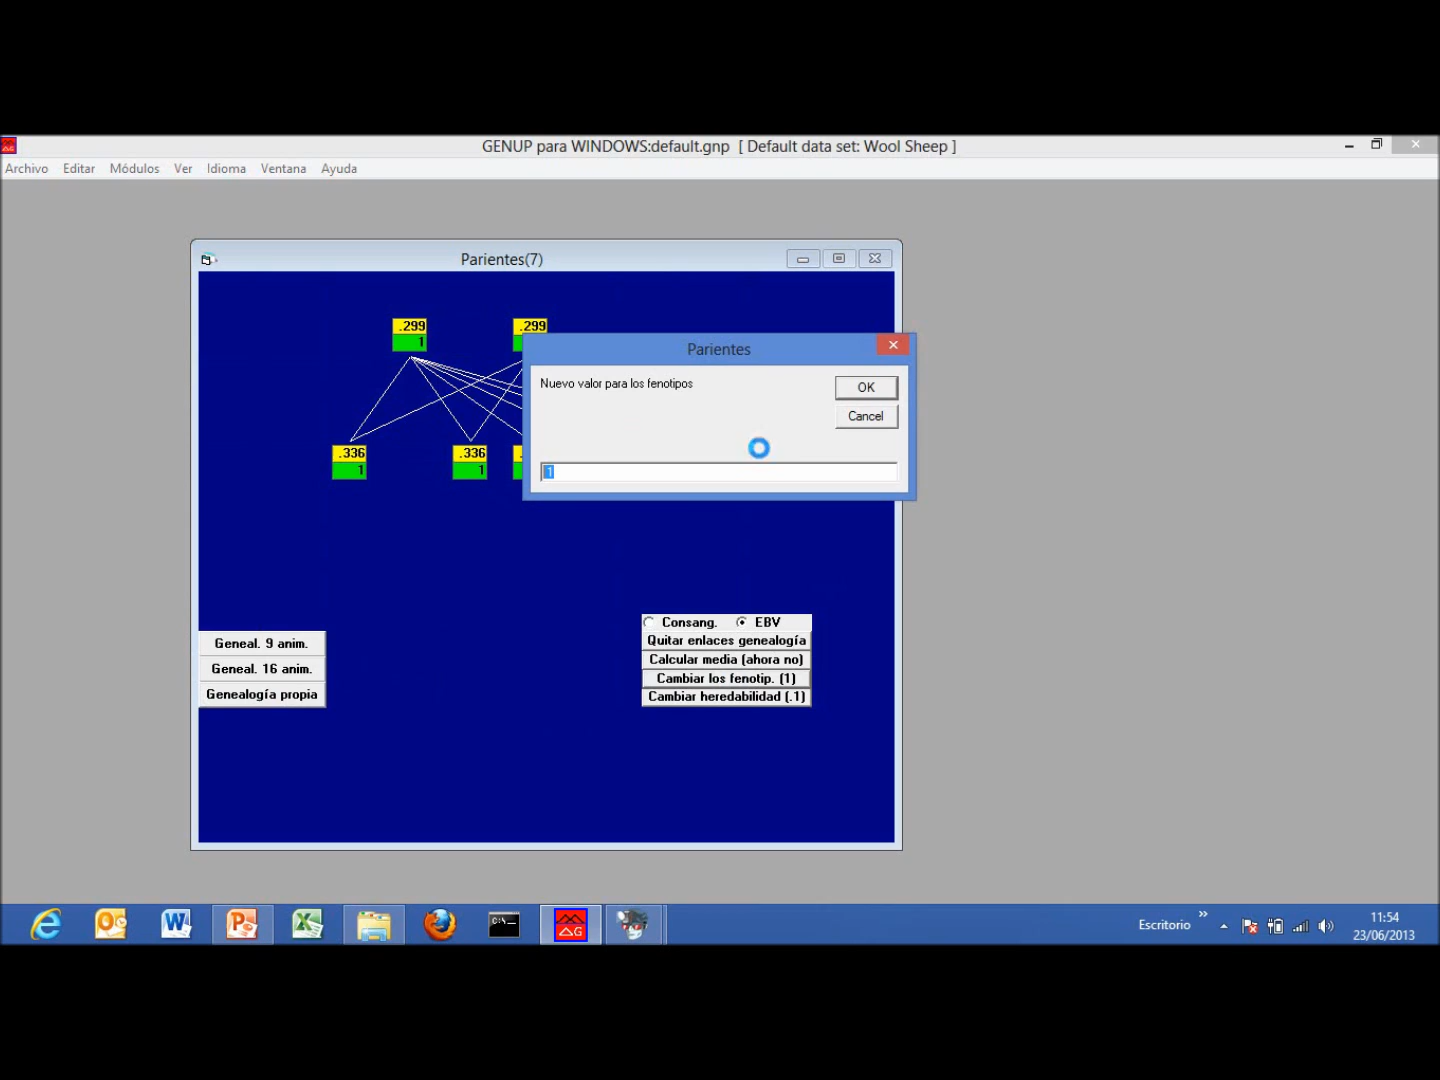 GENUP para WINDOWS:default.gnp [ Default data set: Wool Sheep ]
Archivo Editar Módulos Ver Idioma Ventana Ayuda
Parientes(7)
.299 .299
1
Parientes
Nuevo valor para los fenotipos
OK
Cancel
1
.336 .336 .
1 1
Consang. EBV
Quitar enlaces genealogía
Calcular media (ahora no)
Cambiar los fenotip. (1)
Cambiar heredabilidad (.1)
Geneal. 9 anim.
Geneal. 16 anim.
Genealogía propia
C:\
ΔG
Escritorio
»
11:54
23/06/2013